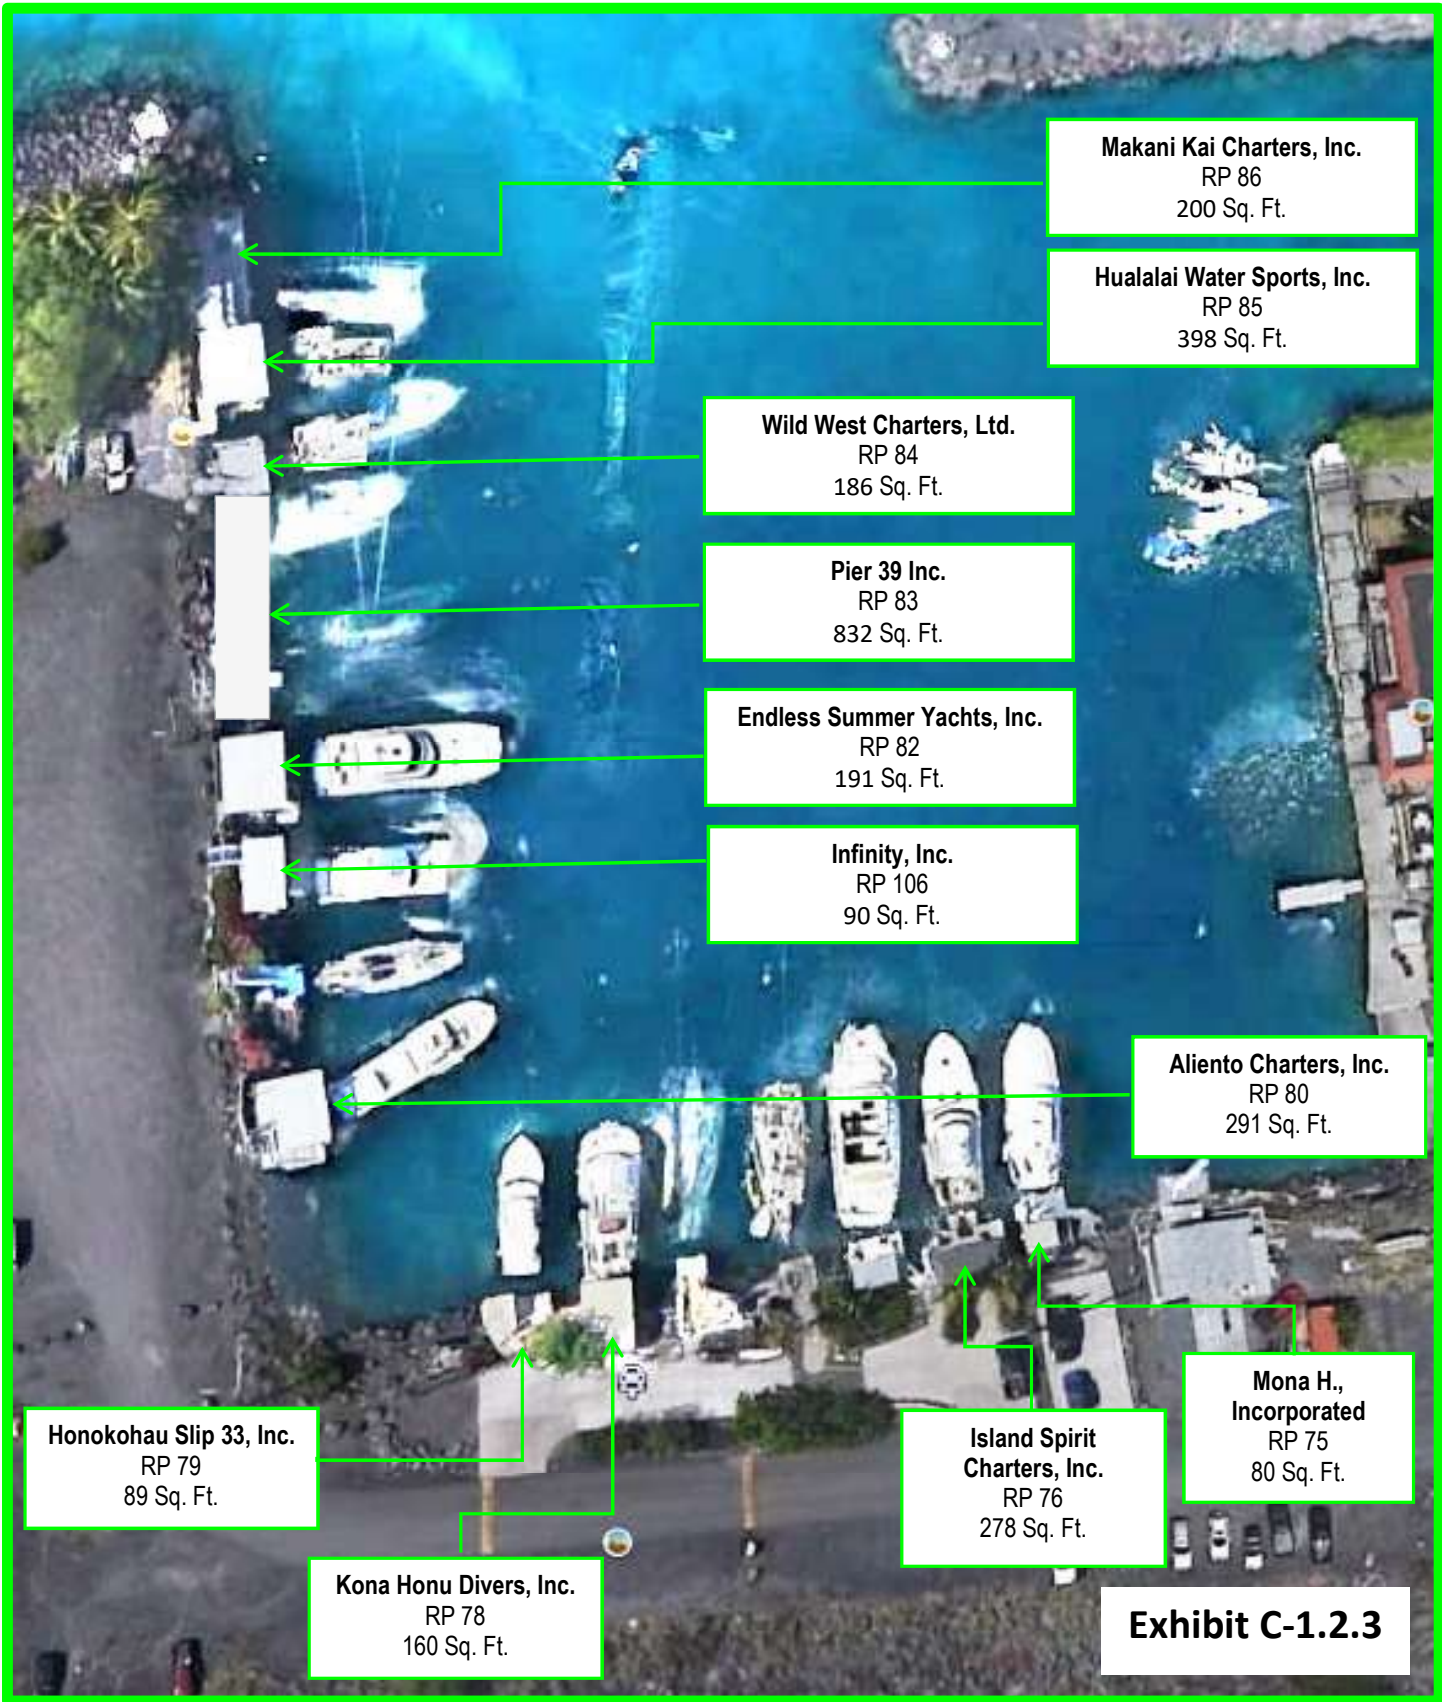 Makani Kai Charters, Inc.
RP 86
200 Sq. Ft.
Hualalai Water Sports, Inc.
RP 85
398 Sq. Ft.
Wild West Charters, Ltd.
RP 84
186 Sq. Ft.
Pier 39 Inc.
RP 83
832 Sq. Ft.
Endless Summer Yachts, Inc.
RP 82
191 Sq. Ft.
Infinity, Inc.
RP 106
90 Sq. Ft.
Aliento Charters, Inc.
RP 80
291 Sq. Ft.
Mona H.,
Incorporated
RP 75
80 Sq. Ft.
Island Spirit
Charters, Inc.
RP 76
278 Sq. Ft.
Honokohau Slip 33, Inc.
RP 79
89 Sq. Ft.
Kona Honu Divers, Inc.
RP 78
160 Sq. Ft.
Exhibit C-1.2.3